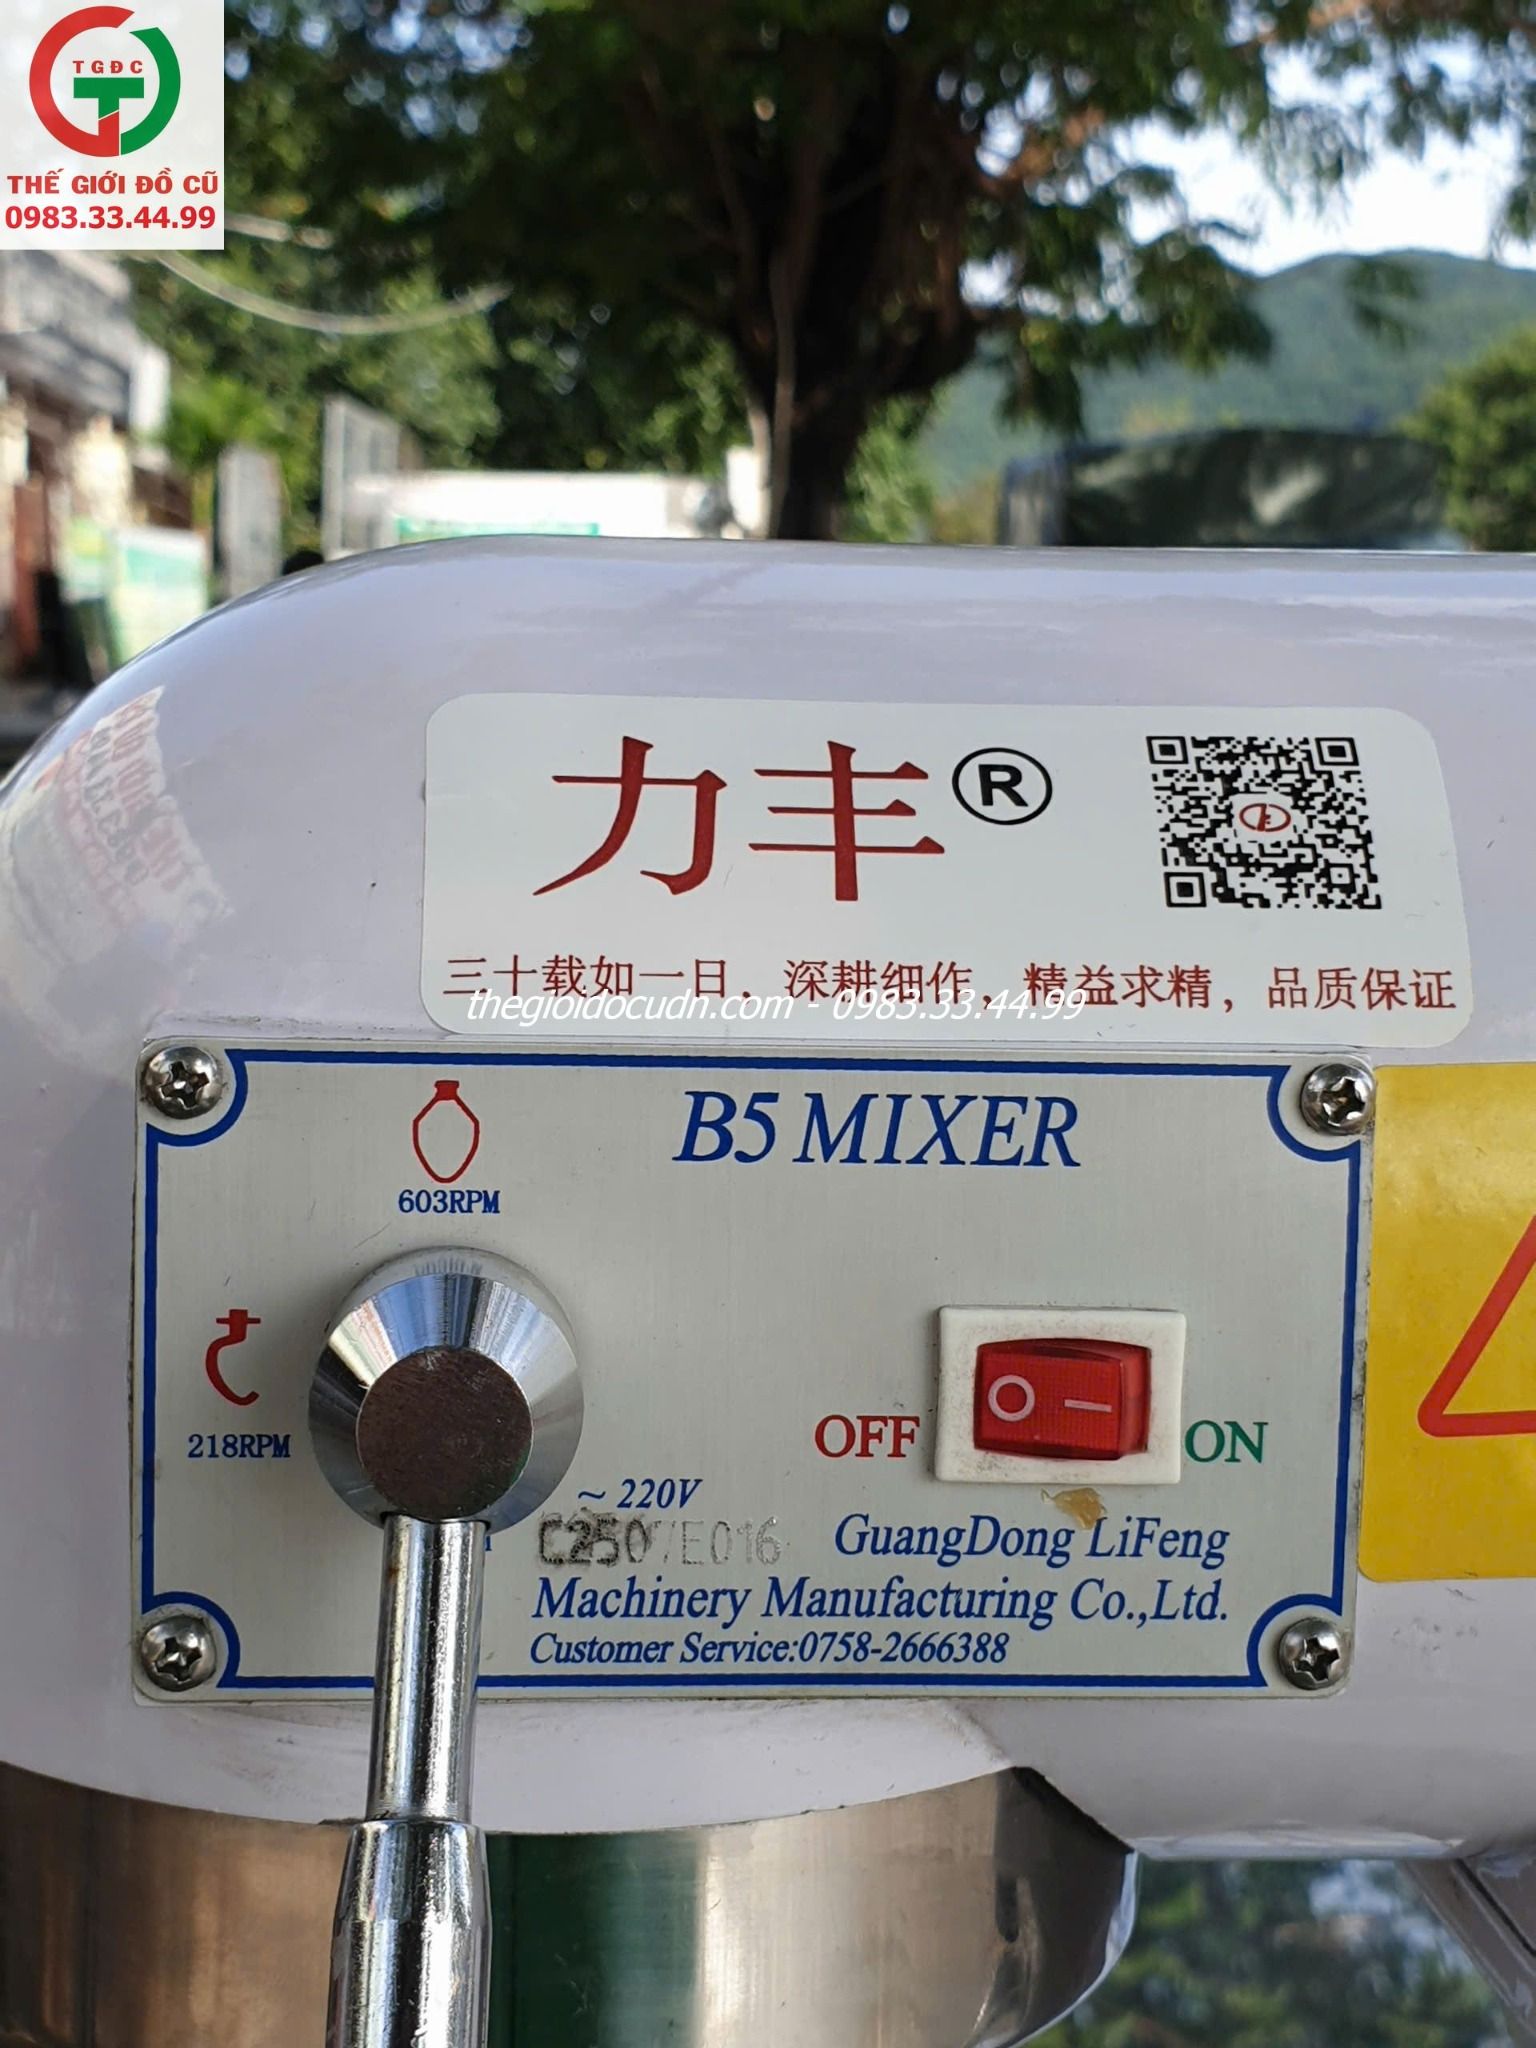 TGĐC
THẾ GIỚI ĐỒ CŨ
0983.33.44.99
力丰®
三十载如一日，深耕细作，精益求精，品质保证
thegioidocudn.com - 0983.33.44.99
B5 MIXER
603RPM
218RPM
OFF
ON
~ 220V
C2507E016
GuangDong LiFeng
Machinery Manufacturing Co.,Ltd.
Customer Service:0758-2666388